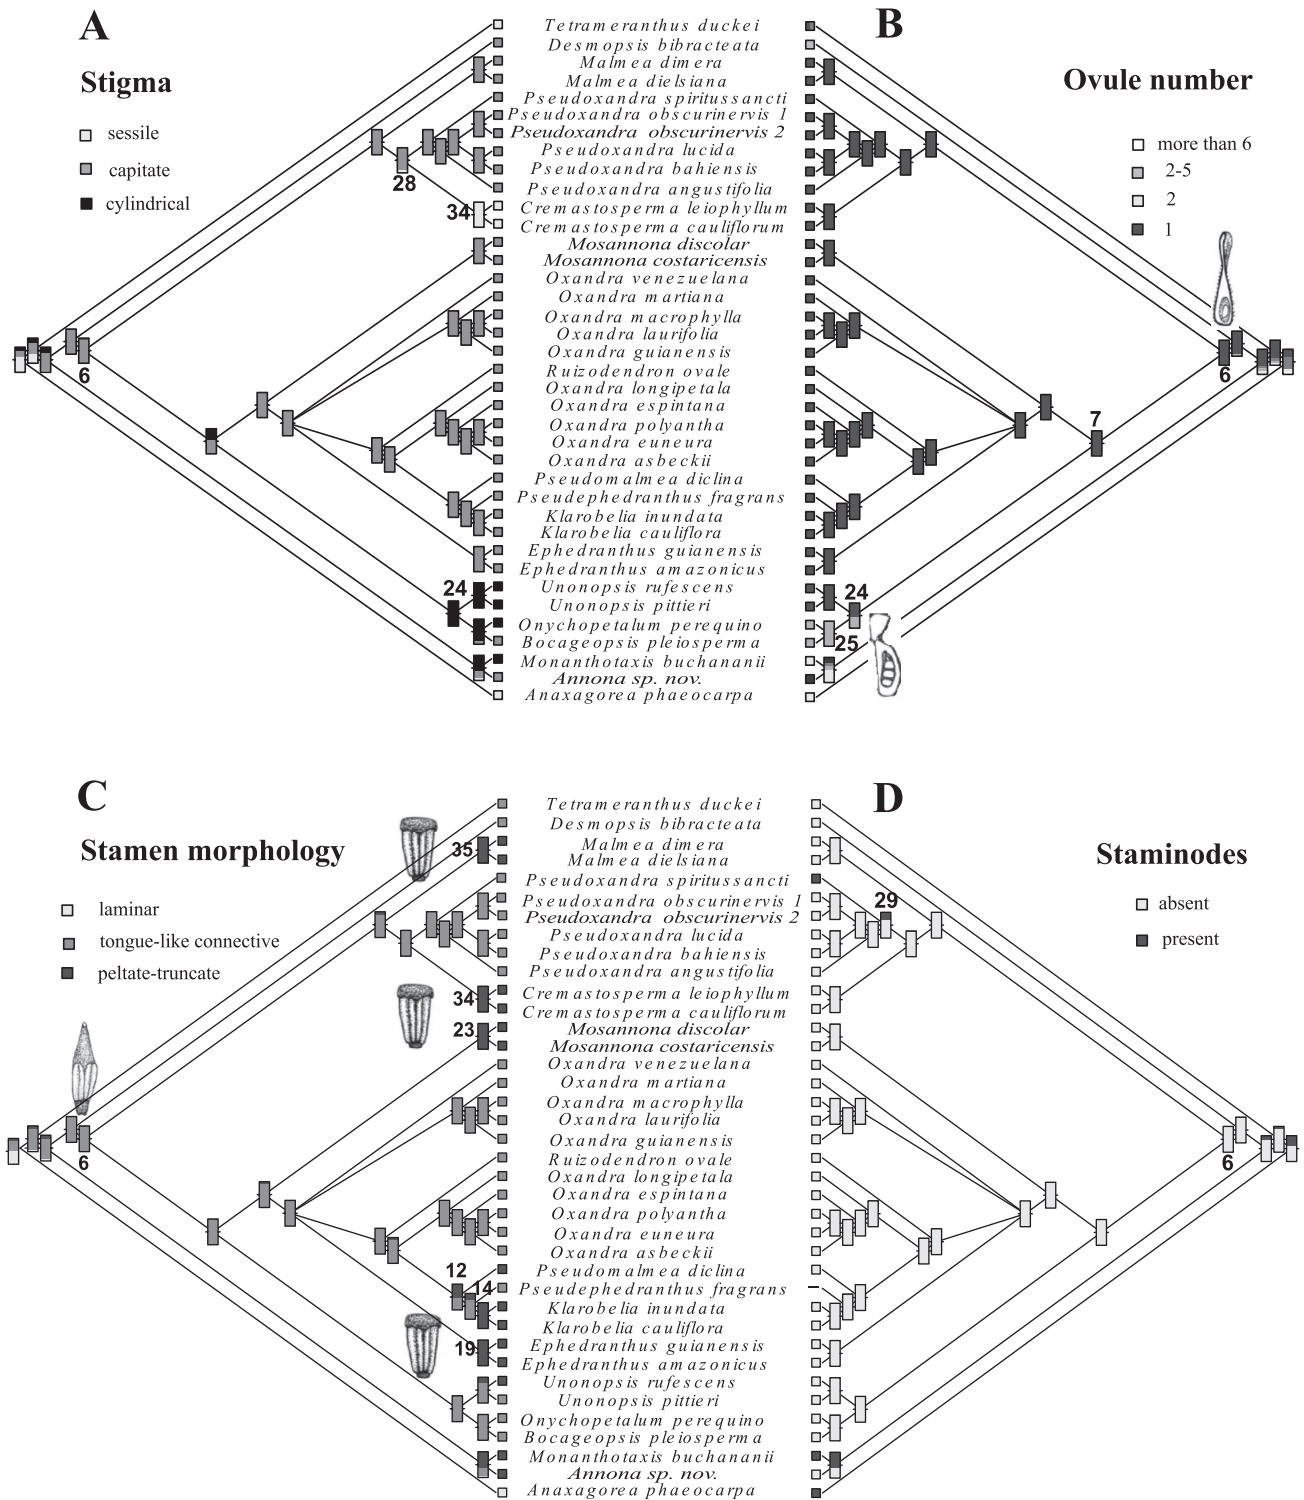 A
B
Stigma
Ovule number
sessile
capitate
cylindrical
more than 6
2-5
2
1
Tetrameranthus duckei
Desmopsis bibracteata
Malmea dimera
Malmea dielsiana
Pseudoxandra spiritussancti
Pseudoxandra obscurinervis 1
Pseudoxandra obscurinervis 2
Pseudoxandra lucida
Pseudoxandra bahiensis
Pseudoxandra angustifolia
Cremastosperma leiophyllum
Cremastosperma cauliflorum
Mosannona discolar
Mosannona costaricensis
Oxandra venezuelana
Oxandra martiana
Oxandra macrophylla
Oxandra laurifolia
Oxandra guianensis
Ruizodendron ovale
Oxandra longipetala
Oxandra espintana
Oxandra polyantha
Oxandra euneura
Oxandra asbeckii
Pseudomalmea diclina
Pseudephedranthus fragrans
Klarobelia inundata
Klarobelia cauliflora
Ephedranthus guianensis
Ephedranthus amazonicus
Unonopsis rufescens
Unonopsis pittieri
Onychopetalum perequino
Bocageopsis pleiosperma
Monanthotaxis buchananii
Annona sp. nov.
Anaxagorea phaeocarpa
28
34
6
24
6
7
24
25
C
D
Stamen morphology
Staminodes
laminar
tongue-like connective
peltate-truncate
absent
present
Tetrameranthus duckei
Desmopsis bibracteata
Malmea dimera
Malmea dielsiana
Pseudoxandra spiritussancti
Pseudoxandra obscurinervis 1
Pseudoxandra obscurinervis 2
Pseudoxandra lucida
Pseudoxandra bahiensis
Pseudoxandra angustifolia
Cremastosperma leiophyllum
Cremastosperma cauliflorum
Mosannona discolar
Mosannona costaricensis
Oxandra venezuelana
Oxandra martiana
Oxandra macrophylla
Oxandra laurifolia
Oxandra guianensis
Ruizodendron ovale
Oxandra longipetala
Oxandra espintana
Oxandra polyantha
Oxandra euneura
Oxandra asbeckii
Pseudomalmea diclina
Pseudephedranthus fragrans
Klarobelia inundata
Klarobelia cauliflora
Ephedranthus guianensis
Ephedranthus amazonicus
Unonopsis rufescens
Unonopsis pittieri
Onychopetalum perequino
Bocageopsis pleiosperma
Monanthotaxis buchananii
Annona sp. nov.
Anaxagorea phaeocarpa
35
34
23
6
12
14
19
29
6